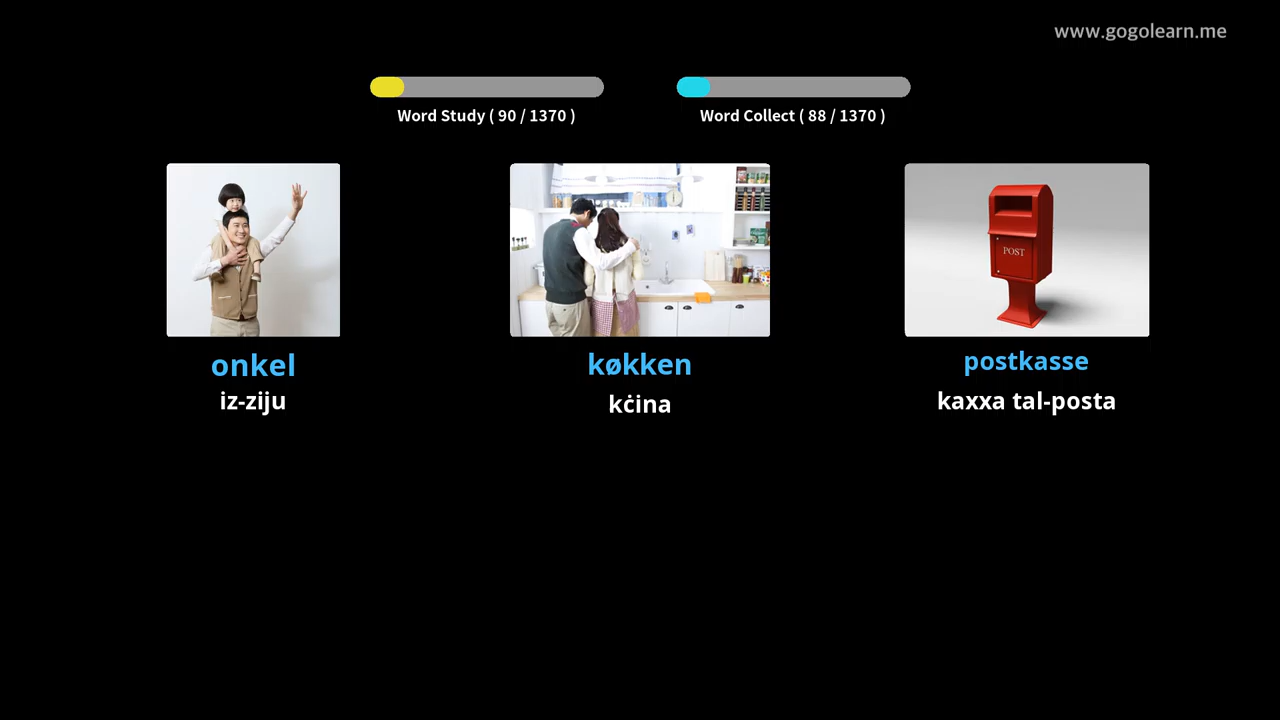 www.gogolearn.me
Word Study ( 90 / 1370 )
Word Collect ( 88 / 1370 )
POST
onkel
køkken
postkasse
iz-ziju
kċina
kaxxa tal-posta